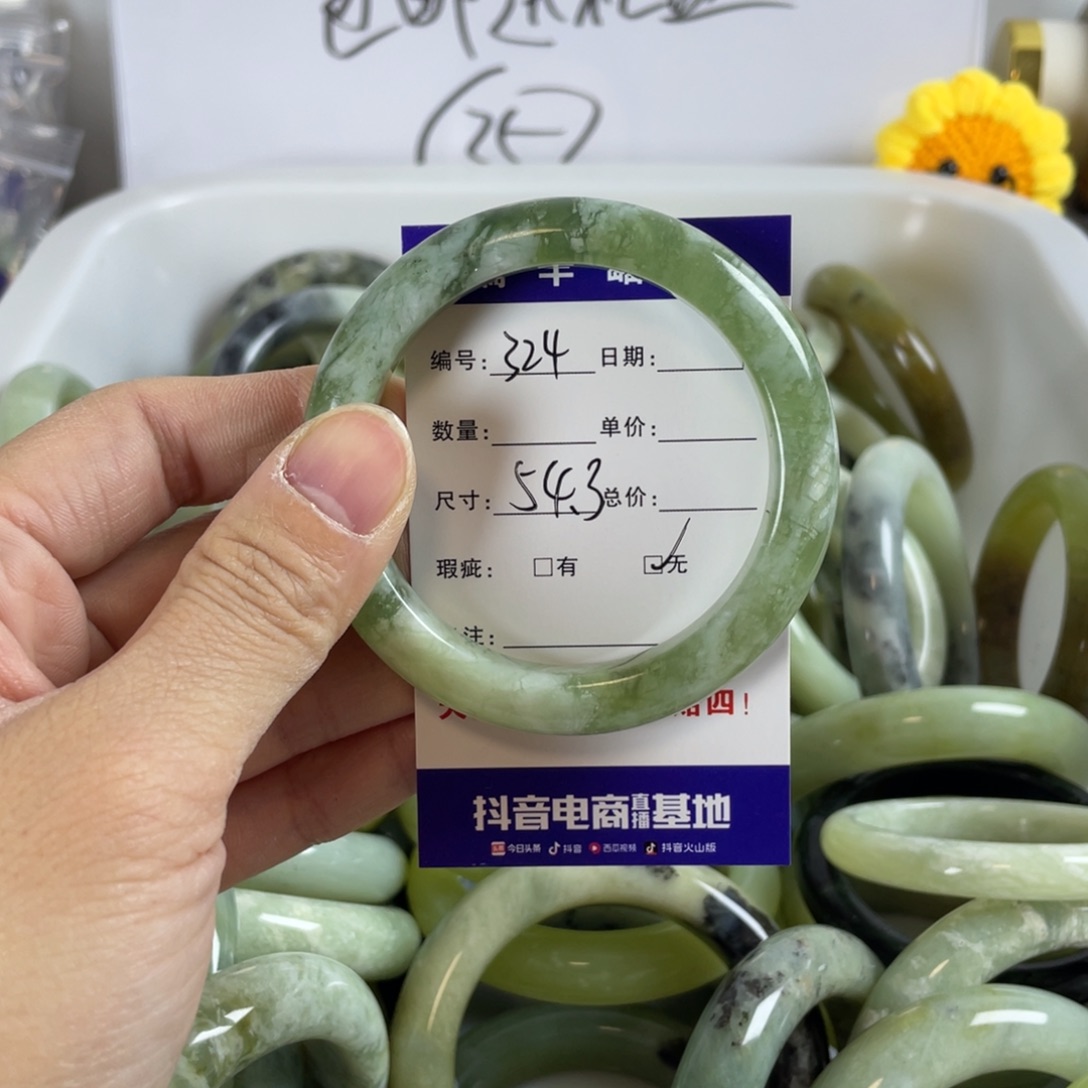 编号: 324 日期:
数量: 单价:
尺寸: 54.3 总价:
瑕疵: □有 ☑无
注:
四!
抖音电商直播基地
今日头条 抖音 西瓜视频 抖音火山版